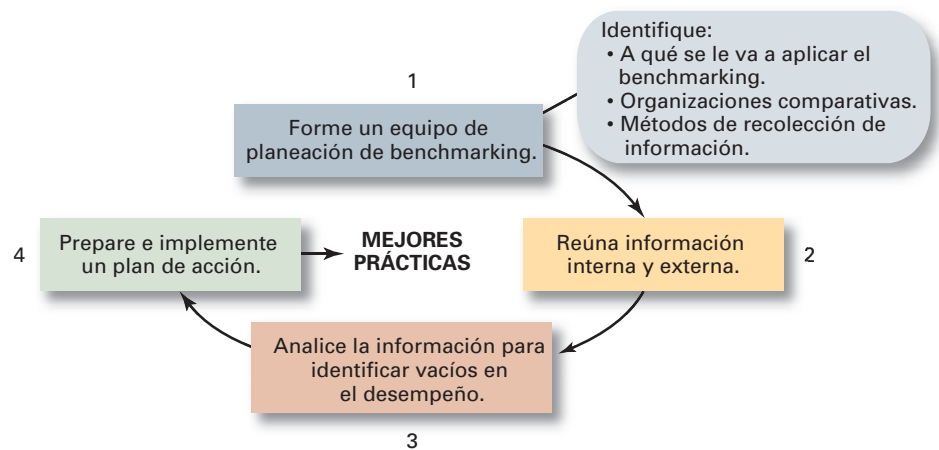 1
Forme un equipo de
planeación de benchmarking.
Identifique:
• A qué se le va a aplicar el
benchmarking.
• Organizaciones comparativas.
• Métodos de recolección de
información.
2
Reúna información
interna y externa.
3
Analice la información para
identificar vacíos en
el desempeño.
4
Prepare e implemente
un plan de acción.
MEJORES
PRÁCTICAS